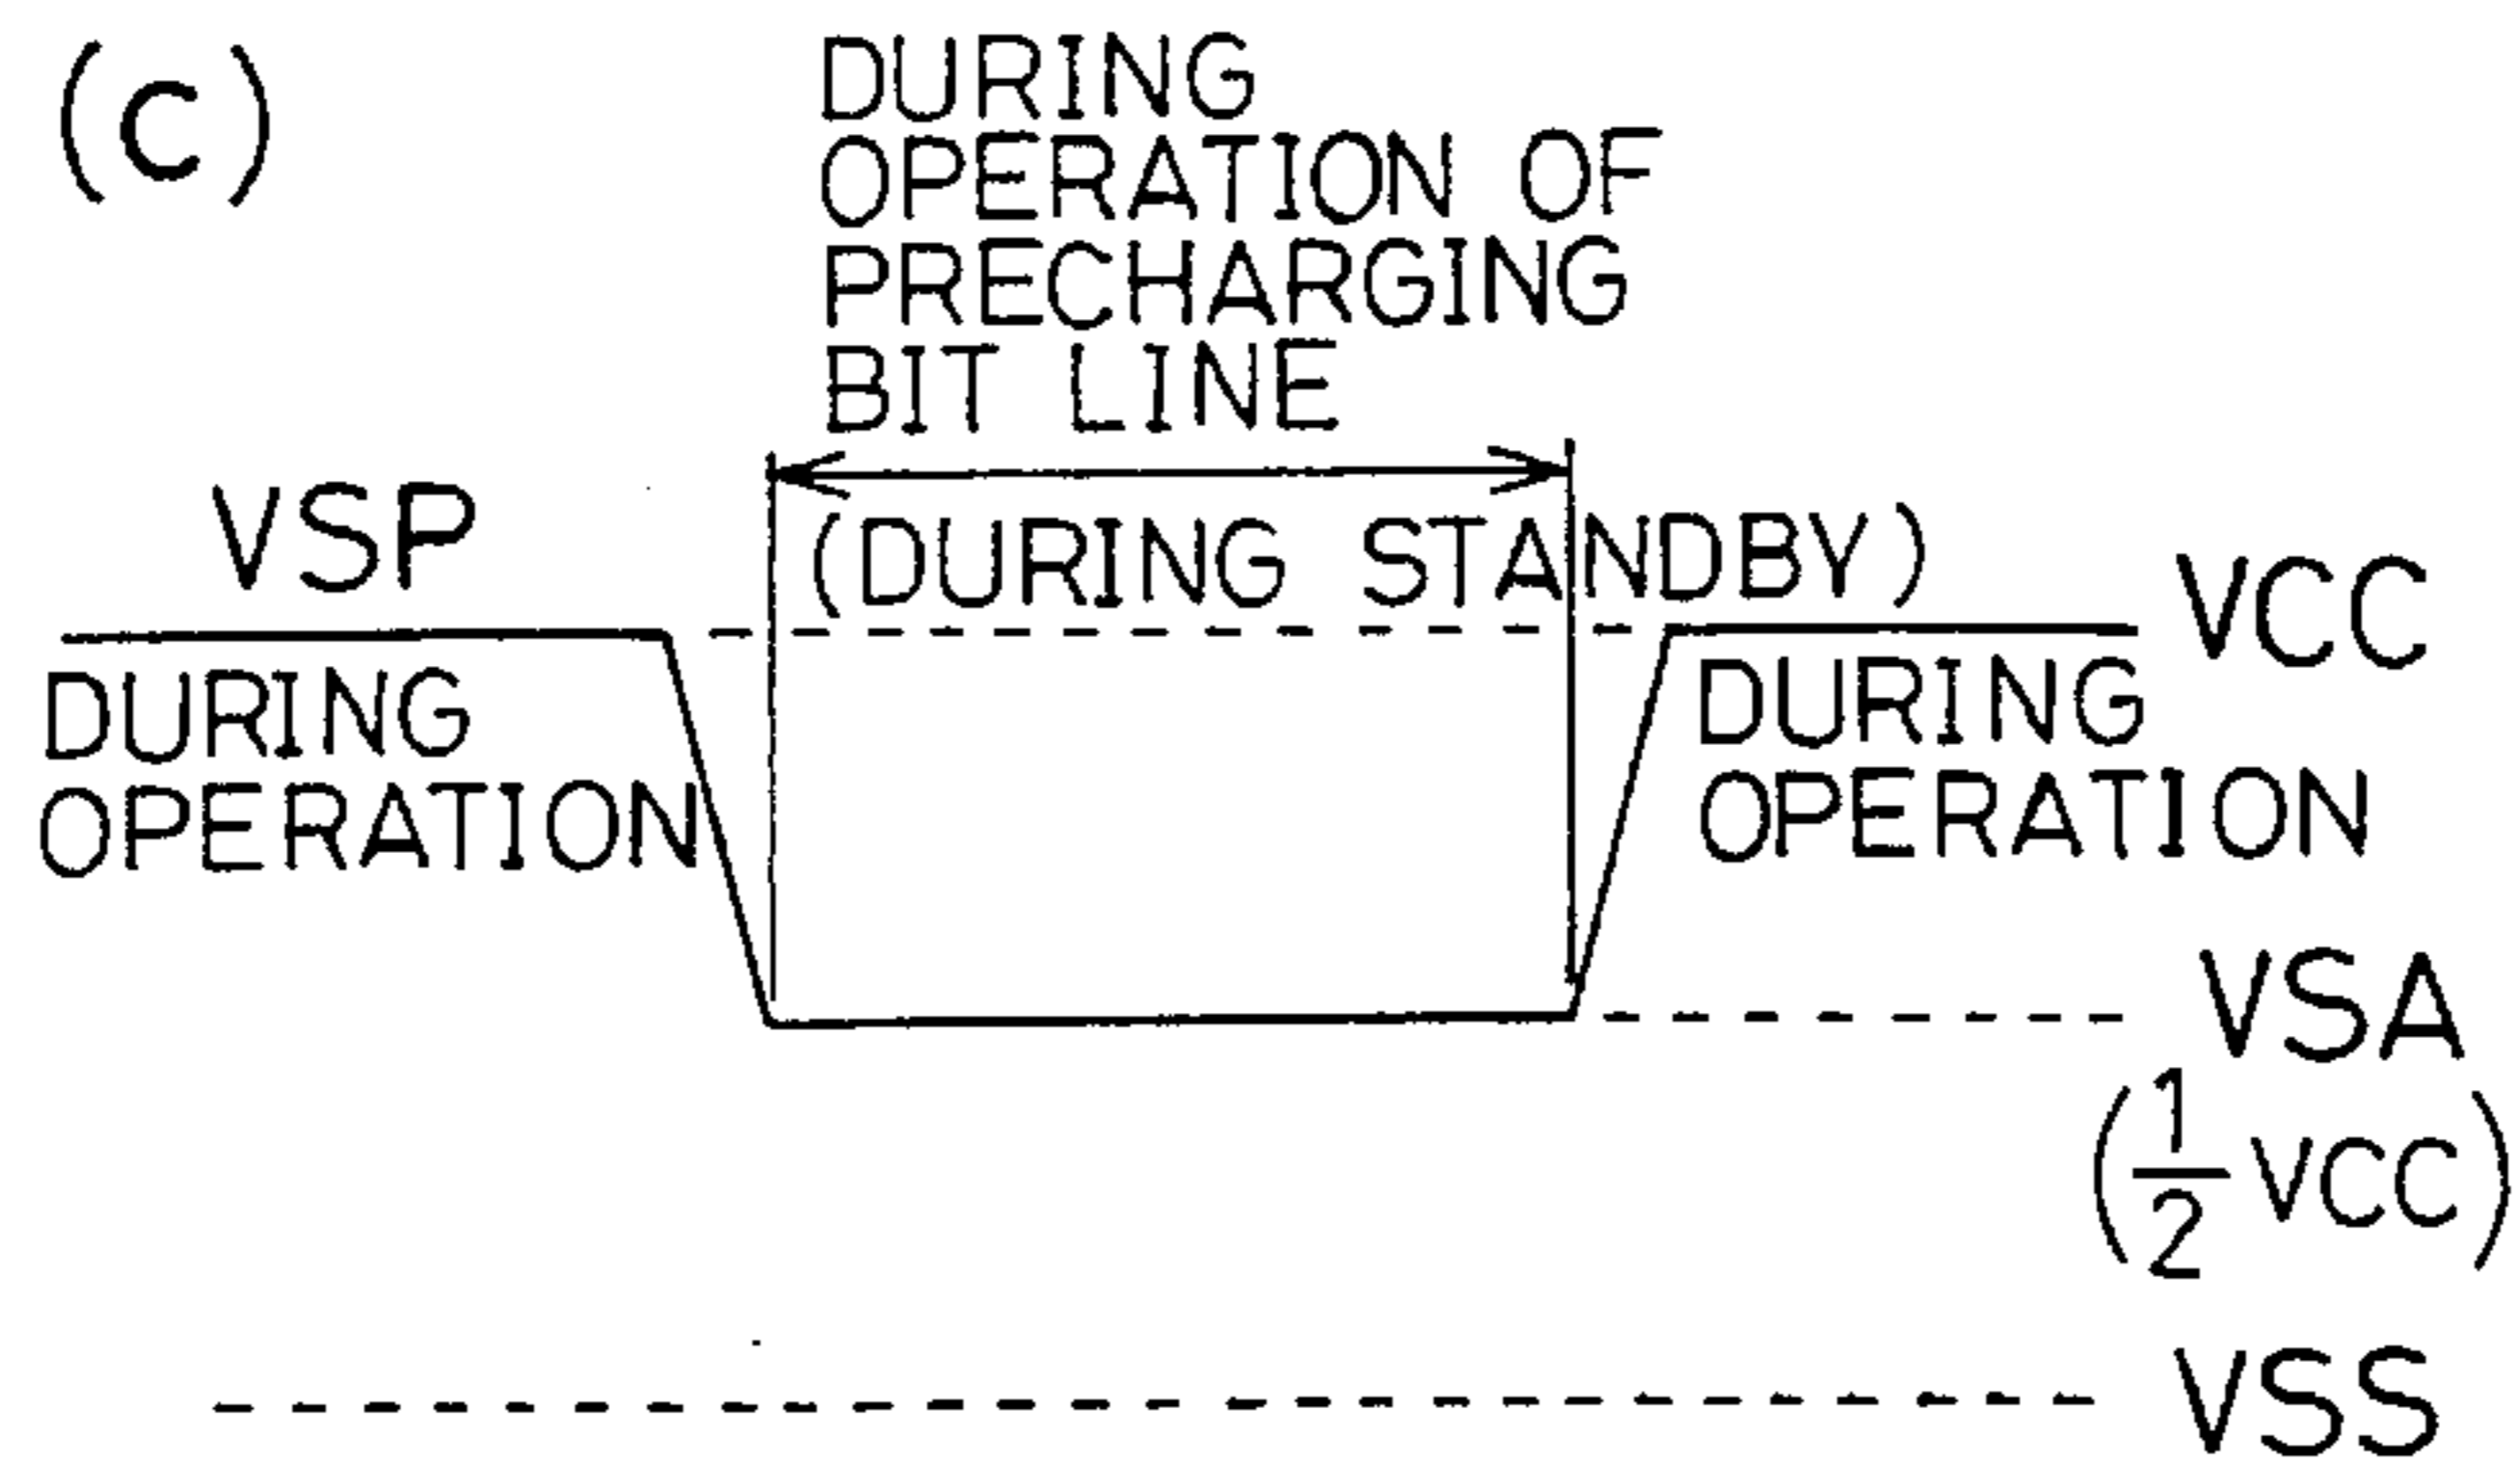 (C)
DURING
OPERATION OF
PRECHARGING
BIT LINE
VSP
(DURING STANDBY)
VCC
DURING
OPERATION
DURING
OPERATION
VSA
(1/2 VCC)
VSS